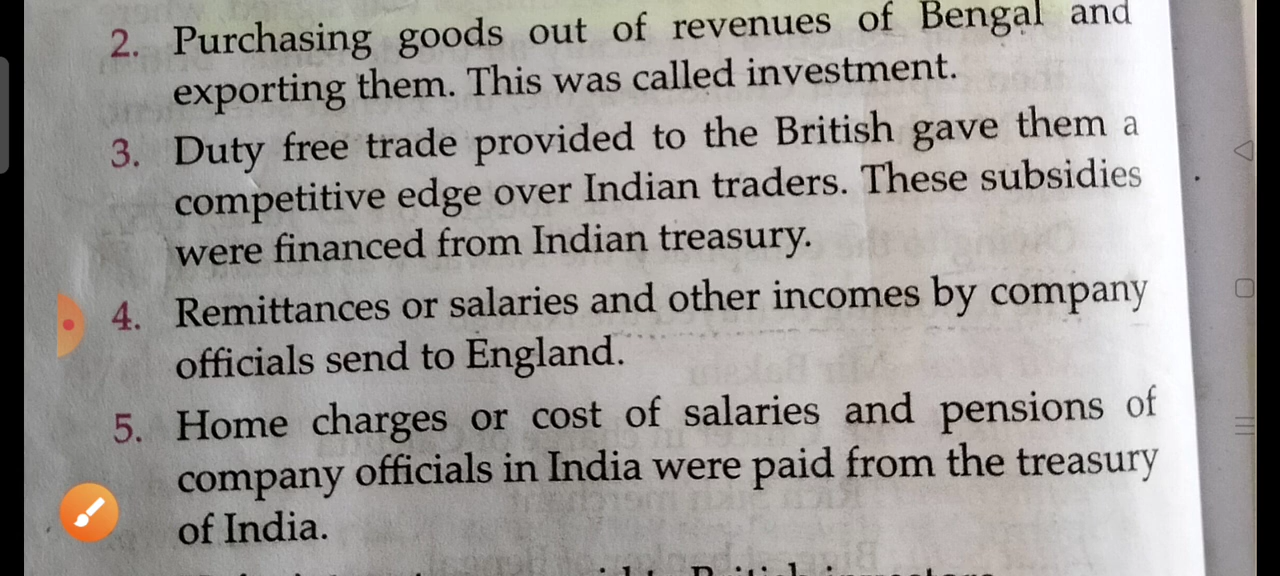 2. Purchasing goods out of revenues of Bengal and
exporting them. This was called investment.
3. Duty free trade provided to the British gave them a
competitive edge over Indian traders. These subsidies
were financed from Indian treasury.
4. Remittances or salaries and other incomes by company
officials send to England.
5. Home charges or cost of salaries and pensions of
company officials in India were paid from the treasury
of India.